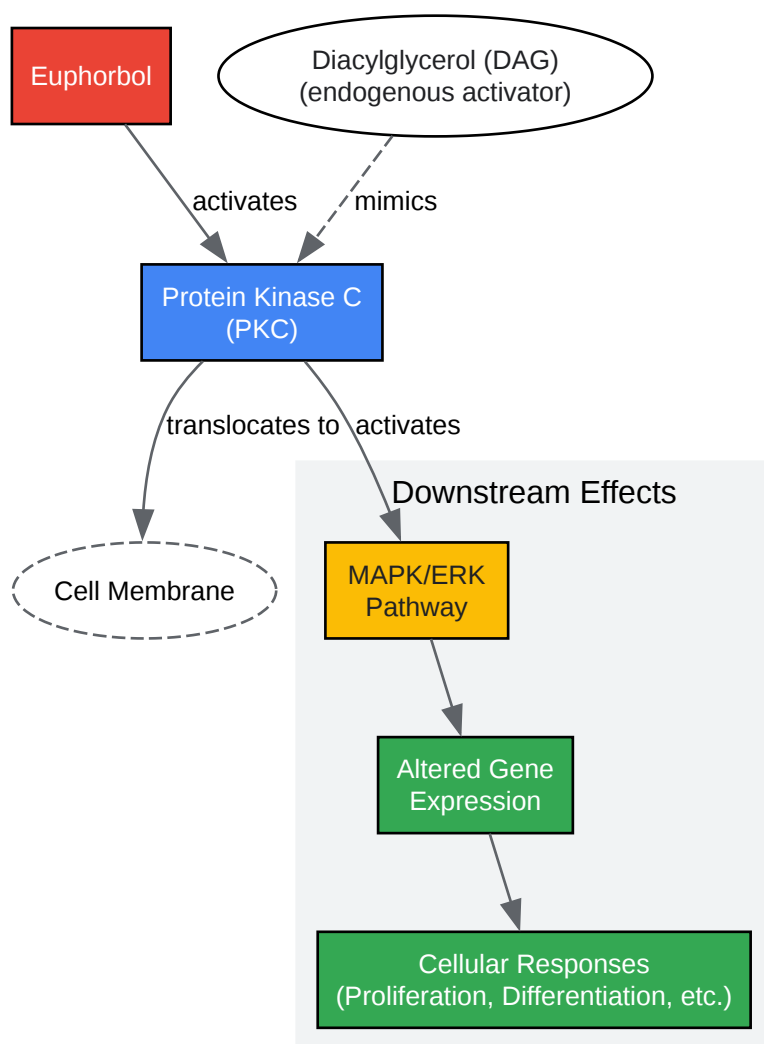 Euphorbol
Diacylglycerol (DAG)
(endogenous activator)
activates
mimics
Protein Kinase C
(PKC)
translocates to
activates
Downstream Effects
Cell Membrane
MAPK/ERK
Pathway
Altered Gene
Expression
Cellular Responses
(Proliferation, Differentiation, etc.)